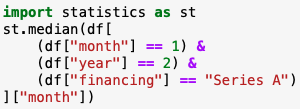 import statistics as st
st.median(df[
    (df["month"] == 1) &
    (df["year"] == 2) &
    (df["financing"] == "Series A")
]["month"])